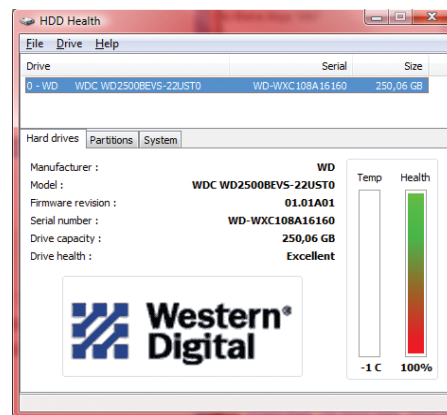 HDD Health
File Drive Help
Drive Serial Size
0 - WD WDC WD2500BEVS-22UST0 WD-WXC108A16160 250,06 GB
Hard drives Partitions System
Manufacturer : WD
Model : WDC WD2500BEVS-22UST0
Firmware revision : 01.01A01
Serial number : WD-WXC108A16160
Drive capacity : 250,06 GB
Drive health : Excellent
Temp Health
Western®
Digital
-1 C 100%